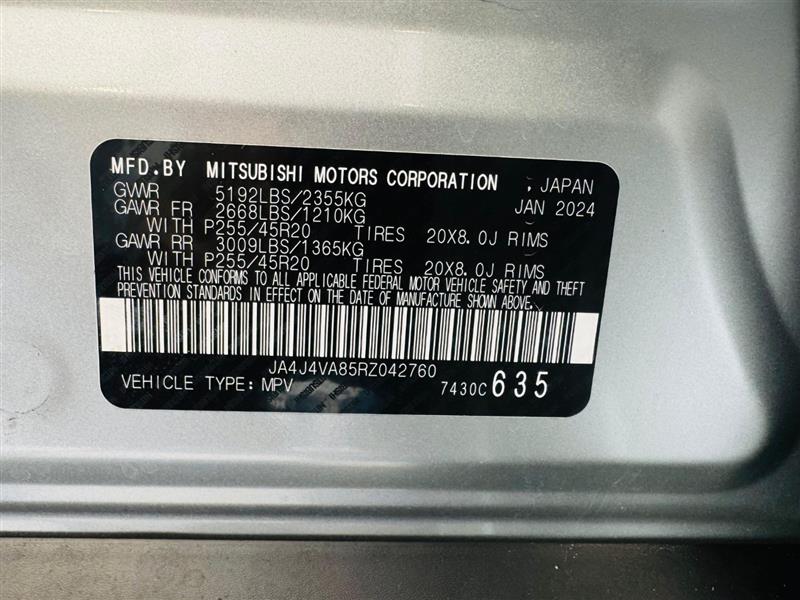 MFD.BY MITSUBISHI MOTORS CORPORATION , JAPAN
GVWR 5192LBS/2355KG JAN 2024
GAWR FR 2668LBS/1210KG
WITH P255/45R20 TIRES 20X8.0J RIMS
GAWR RR 3009LBS/1365KG
WITH P255/45R20 TIRES 20X8.0J RIMS
THIS VEHICLE CONFORMS TO ALL APPLICABLE FEDERAL MOTOR VEHICLE SAFETY AND THEFT
PREVENTION STANDARDS IN EFFECT ON THE DATE OF MANUFACTURE SHOWN ABOVE.
JA4J4VA85RZ042760
VEHICLE TYPE: MPV 7430C 635